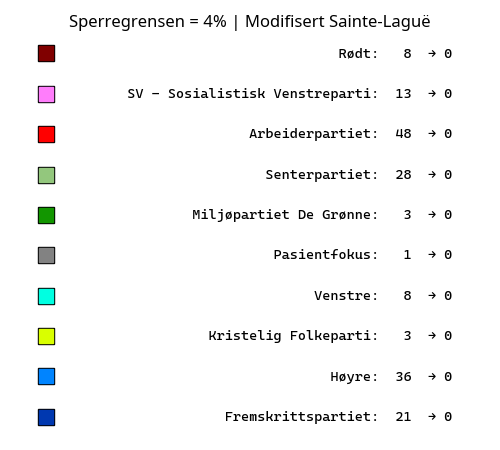 Sperregrensen = 4% | Modifisert Sainte-Laguë
Rødt: 8 → 0
SV – Sosialistisk Venstreparti: 13 → 0
Arbeiderpartiet: 48 → 0
Senterpartiet: 28 → 0
Miljøpartiet De Grønne: 3 → 0
Pasientfokus: 1 → 0
Venstre: 8 → 0
Kristelig Folkeparti: 3 → 0
Høyre: 36 → 0
Fremskrittspartiet: 21 → 0